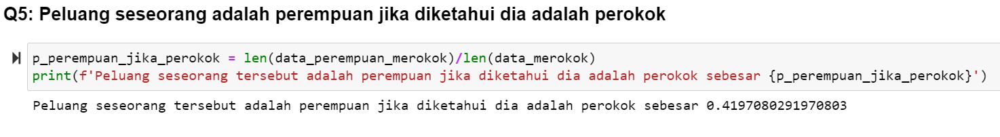 Q5: Peluang seseorang adalah perempuan jika diketahui dia adalah perokok
p_perempuan_jika_perokok = len(data_perempuan_merokok)/len(data_merokok)
print(f'Peluang seseorang tersebut adalah perempuan jika diketahui dia adalah perokok sebesar {p_perempuan_jika_perokok}')
Peluang seseorang tersebut adalah perempuan jika diketahui dia adalah perokok sebesar 0.4197080291970803